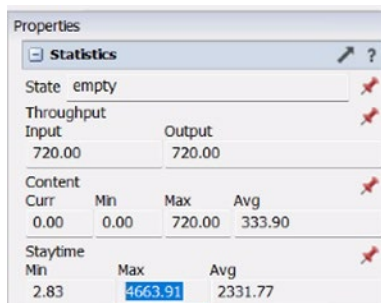 Properties
Statistics ?
State empty
Throughput
Input Output
720.00 720.00
Content
Curr Min Max Avg
0.00 0.00 720.00 333.90
Staytime
Min Max Avg
2.83 4663.91 2331.77